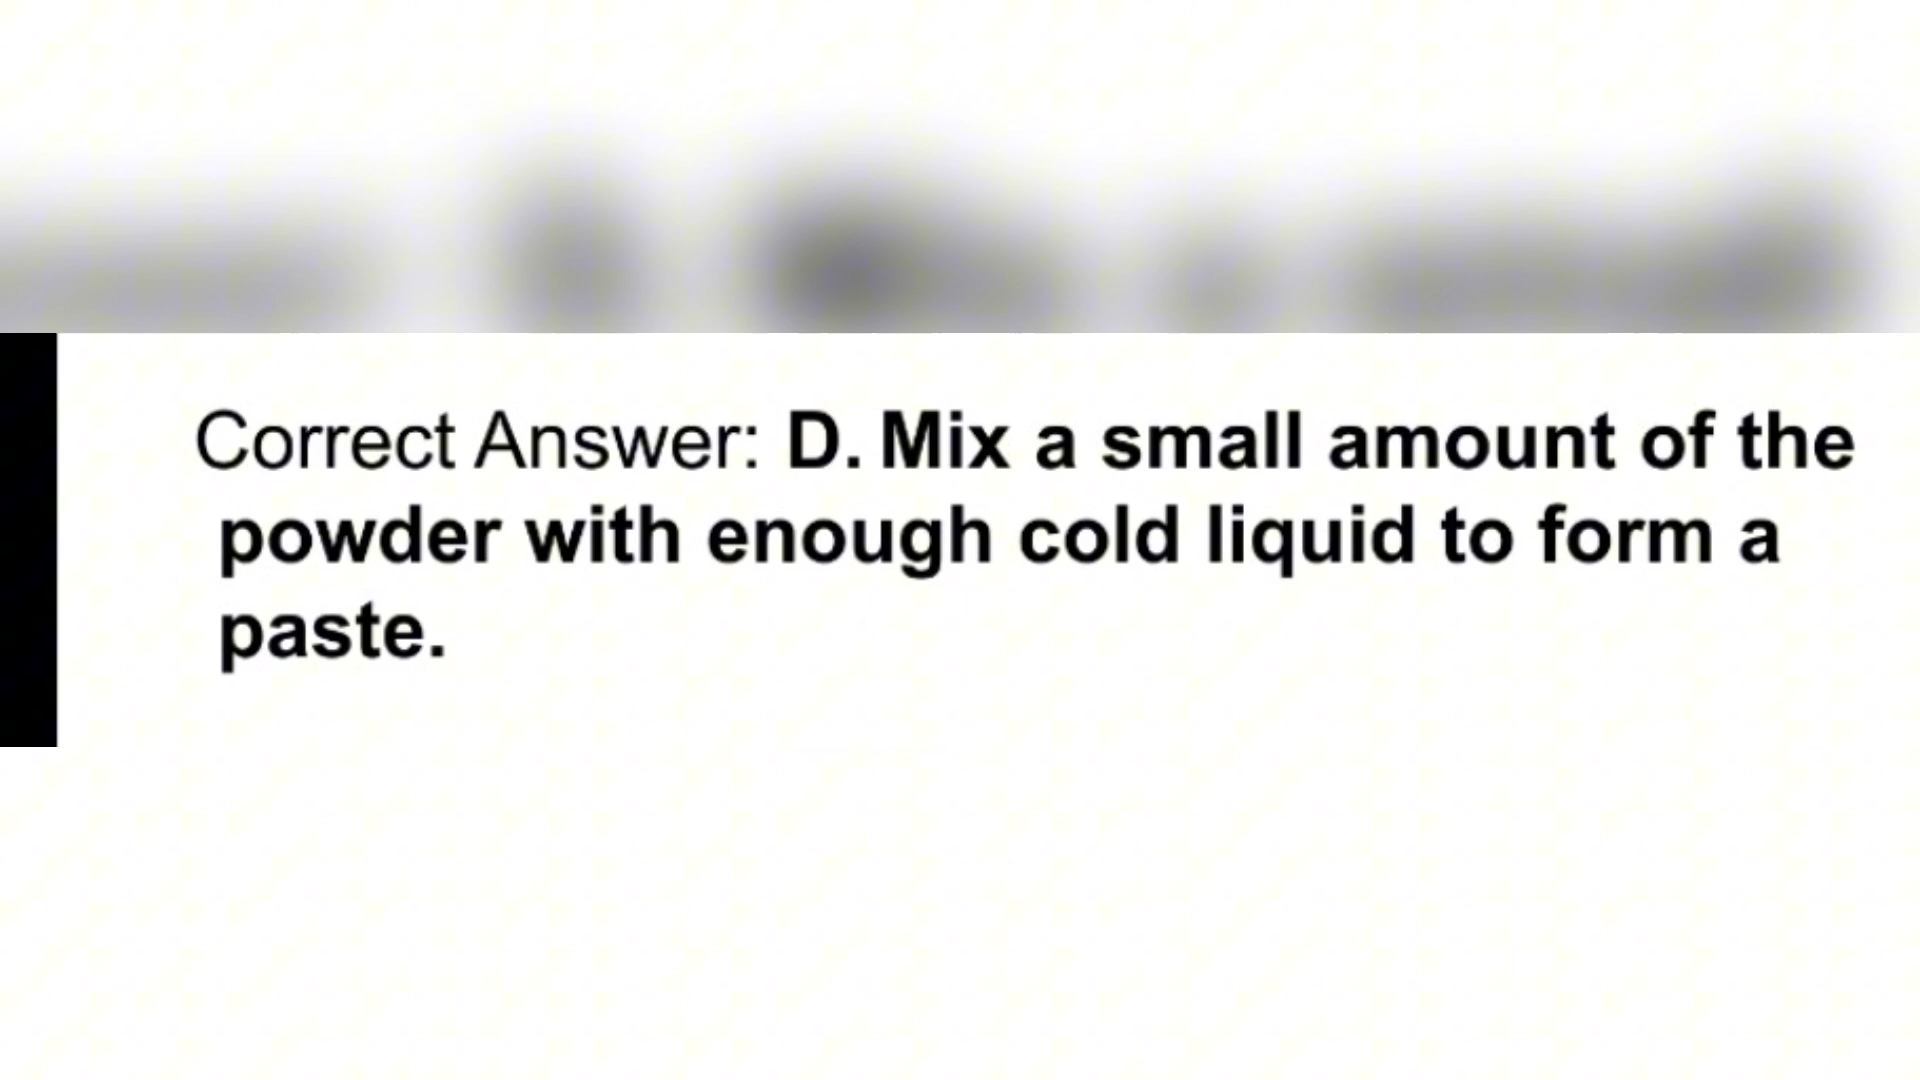 Correct Answer: D. Mix a small amount of the
powder with enough cold liquid to form a
paste.